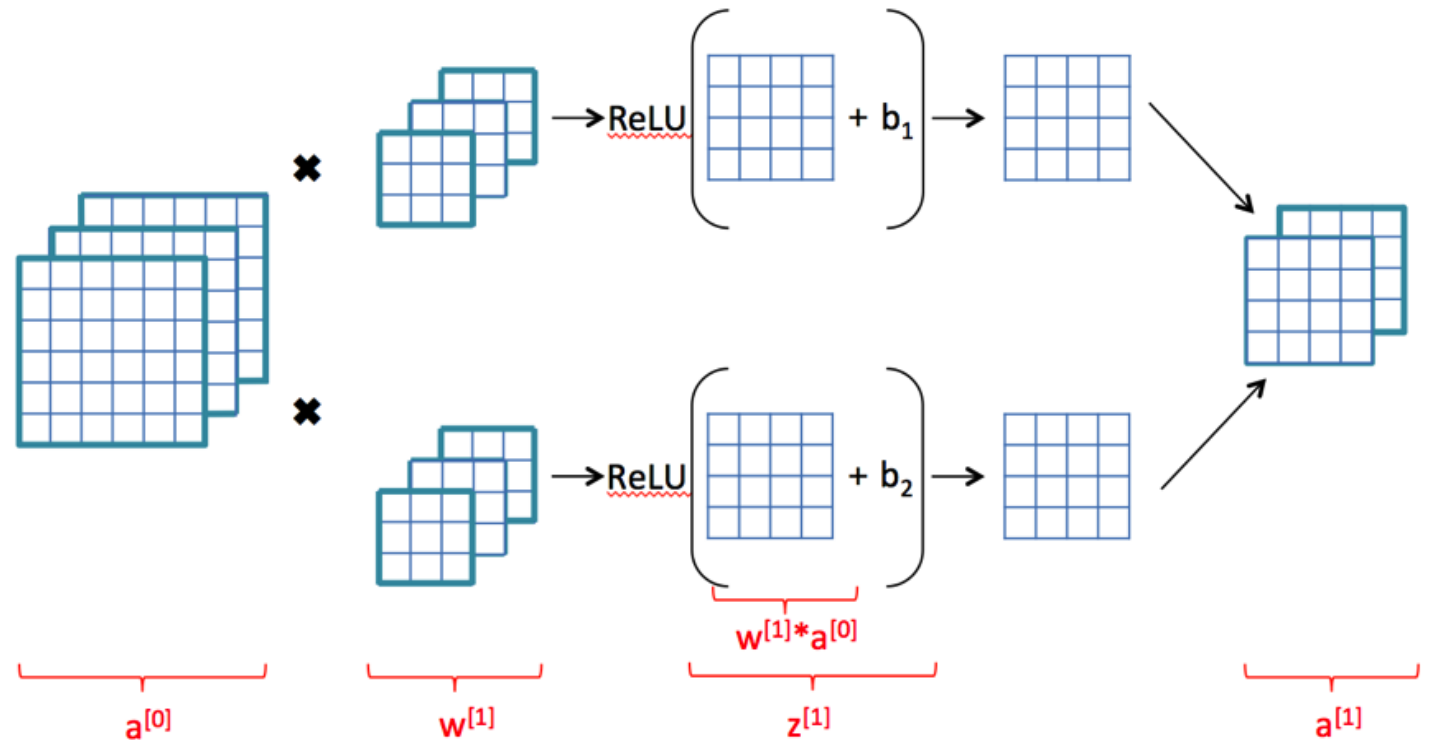 ✖ ReLU + b₁
✖ ReLU + b₂
w[1]*a[0]
a[0] w[1] z[1] a[1]